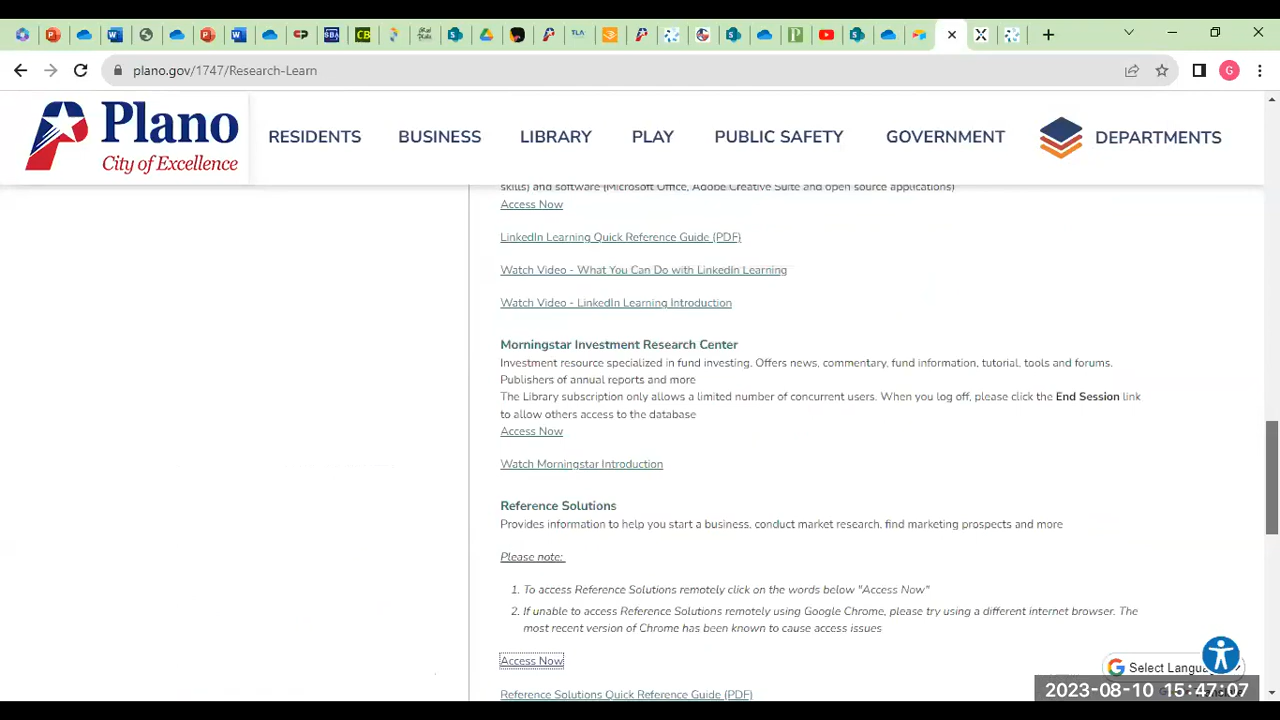 CP
SBA
CB
TLA
plano.gov/1747/Research-Learn
G
Plano
City of Excellence
RESIDENTS
BUSINESS
LIBRARY
PLAY
PUBLIC SAFETY
GOVERNMENT
DEPARTMENTS
skills) and software (Microsoft Office, Adobe Creative Suite and open source applications)
Access Now
LinkedIn Learning Quick Reference Guide (PDF)
Watch Video - What You Can Do with LinkedIn Learning
Watch Video - LinkedIn Learning Introduction
Morningstar Investment Research Center
Investment resource specialized in fund investing. Offers news, commentary, fund information, tutorial, tools and forums.
Publishers of annual reports and more
The Library subscription only allows a limited number of concurrent users. When you log off, please click the End Session link
to allow others access to the database
Access Now
Watch Morningstar Introduction
Reference Solutions
Provides information to help you start a business, conduct market research, find marketing prospects and more
Please note:
1. To access Reference Solutions remotely click on the words below "Access Now"
2. If unable to access Reference Solutions remotely using Google Chrome, please try using a different internet browser. The
most recent version of Chrome has been known to cause access issues
Access Now
Reference Solutions Quick Reference Guide (PDF)
G Select Langu
2023-08-10 15:47:07